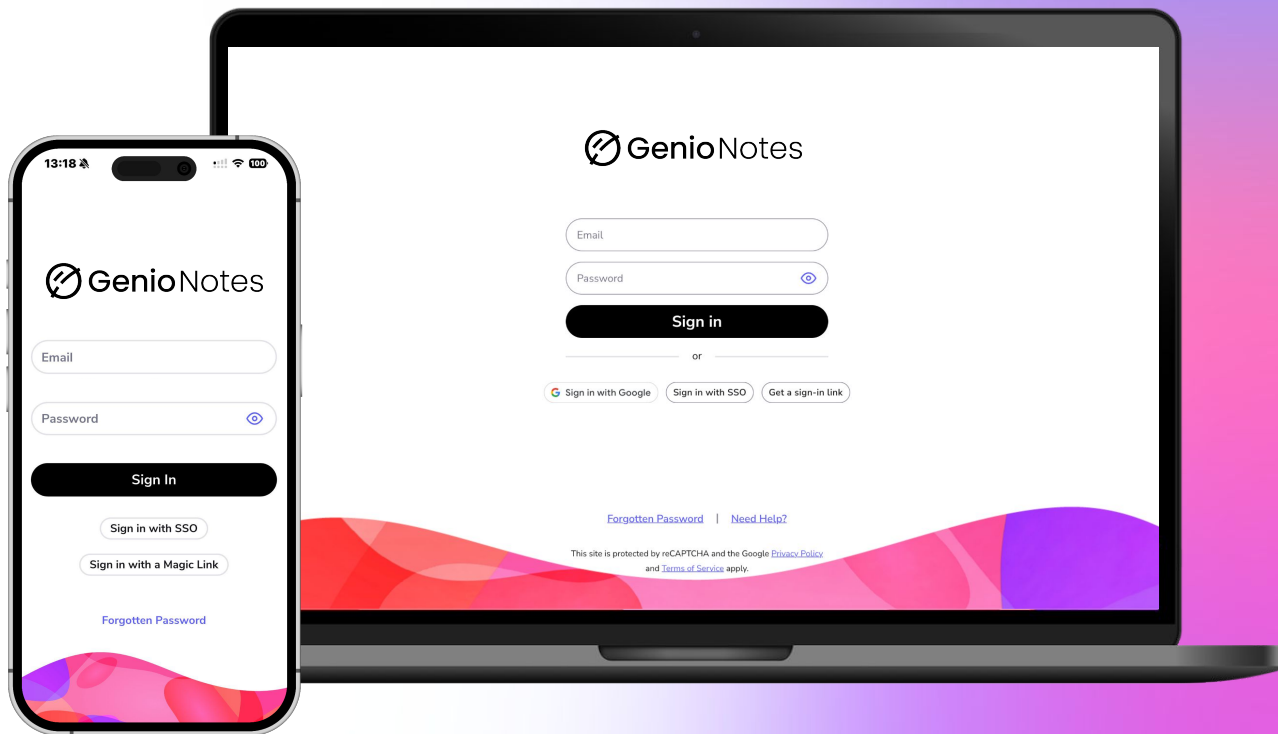 13:18
100
GenioNotes
Email
Password
Sign In
Sign in with SSO
Sign in with a Magic Link
Forgotten Password
GenioNotes
Email
Password
Sign in
or
Sign in with Google
Sign in with SSO
Get a sign-in link
Forgotten Password | Need Help?
This site is protected by reCAPTCHA and the Google Privacy Policy
and Terms of Service apply.